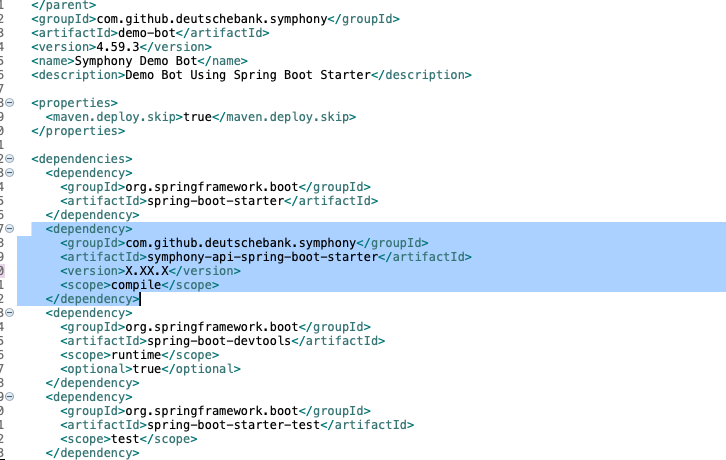 1 </parent>
2 <groupId>com.github.deutschebank.symphony</groupId>
3 <artifactId>demo-bot</artifactId>
4 <version>4.59.3</version>
5 <name>Symphony Demo Bot</name>
6 <description>Demo Bot Using Spring Boot Starter</description>
7
8 <properties>
9 <maven.deploy.skip>true</maven.deploy.skip>
0 </properties>
1
2 <dependencies>
3 <dependency>
4 <groupId>org.springframework.boot</groupId>
5 <artifactId>spring-boot-starter</artifactId>
6 </dependency>
7 <dependency>
8 <groupId>com.github.deutschebank.symphony</groupId>
9 <artifactId>symphony-api-spring-boot-starter</artifactId>
0 <version>X.XX.X</version>
1 <scope>compile</scope>
2 </dependency>
3 <dependency>
4 <groupId>org.springframework.boot</groupId>
5 <artifactId>spring-boot-devtools</artifactId>
6 <scope>runtime</scope>
7 <optional>true</optional>
8 </dependency>
9 <dependency>
0 <groupId>org.springframework.boot</groupId>
1 <artifactId>spring-boot-starter-test</artifactId>
2 <scope>test</scope>
3 </dependency>